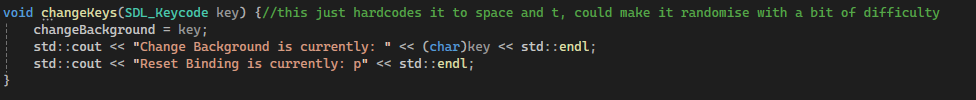 void changeKeys(SDL_Keycode key) {//this just hardcodes it to space and t, could make it randomise with a bit of difficulty
    changeBackground = key;
    std::cout << "Change Background is currently: " << (char)key << std::endl;
    std::cout << "Reset Binding is currently: p" << std::endl;
}